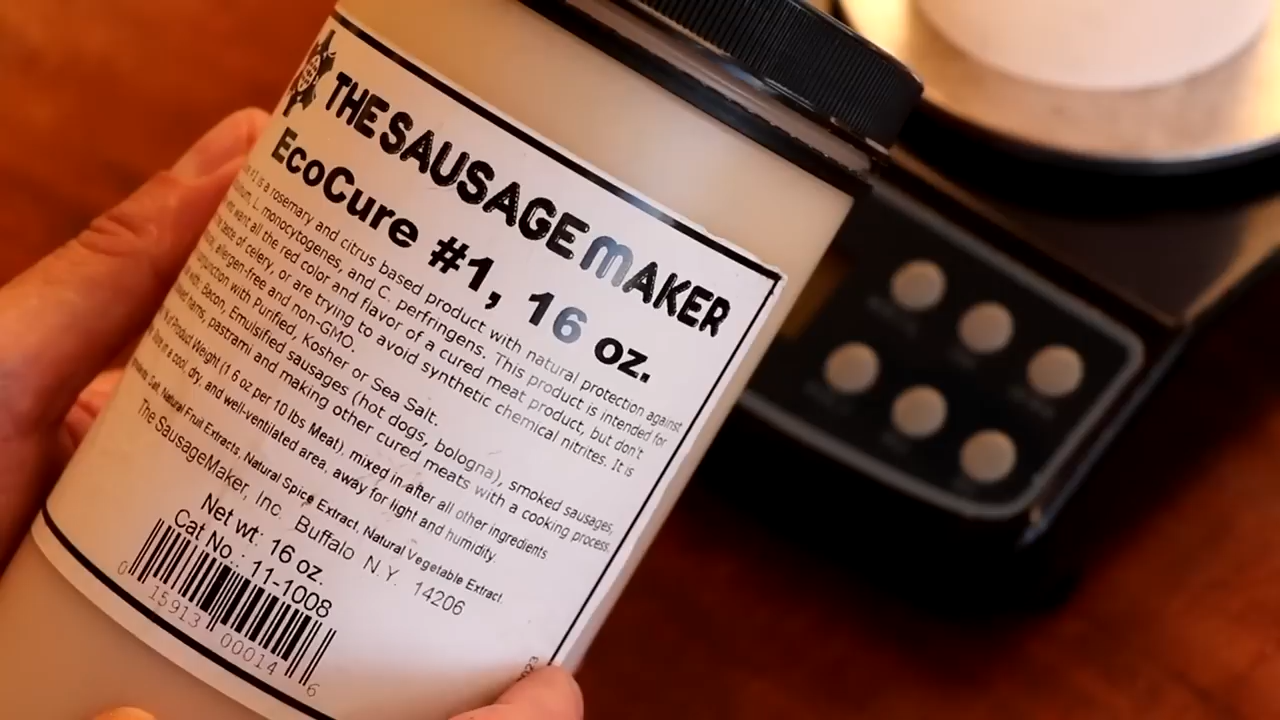 THE SAUSAGE MAKER
EcoCure #1, 16 oz.
#1 is a rosemary and citrus based product with natural protection against
L. monocytogenes, and C. perfringens. This product is intended for
want all the red color and flavor of a cured meat product, but don't
taste of celery, or are trying to avoid synthetic chemical nitrites. It is
allergen-free and non-GMO.
conjunction with Purified, Kosher or Sea Salt.
with, Bacon, Emulsified sausages (hot dogs, bologna), smoked sausages,
hams, pastrami and making other cured meats with a cooking process.
% of Product Weight (1.6 oz per 10 lbs Meat), mixed in after all other ingredients
Store in a cool, dry, and well-ventilated area, away for light and humidity.
Salt, Natural Fruit Extracts, Natural Spice Extract, Natural Vegetable Extract.
The SausageMaker, Inc. Buffalo N.Y. 14206
Net wt: 16 oz.
Cat No.: 11-1008
0 15913 00014 6